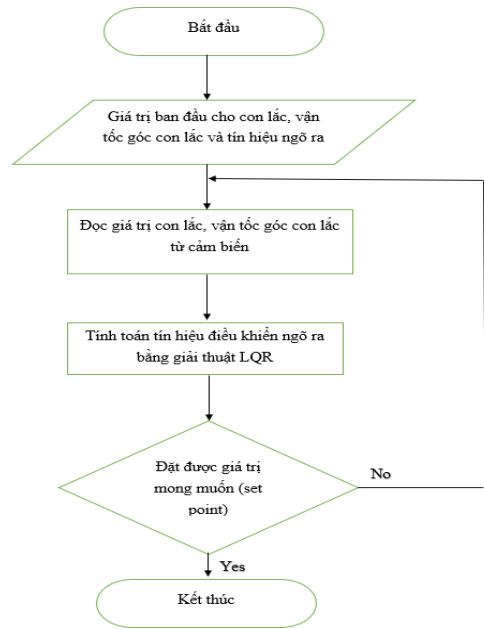 Bắt đầu
Giá trị ban đầu cho con lắc, vận
tốc góc con lắc và tín hiệu ngõ ra
Đọc giá trị con lắc, vận tốc góc con lắc
từ cảm biến
Tính toán tín hiệu điều khiển ngõ ra
bằng giải thuật LQR
Đặt được giá trị
mong muốn (set
point)
No
Yes
Kết thúc